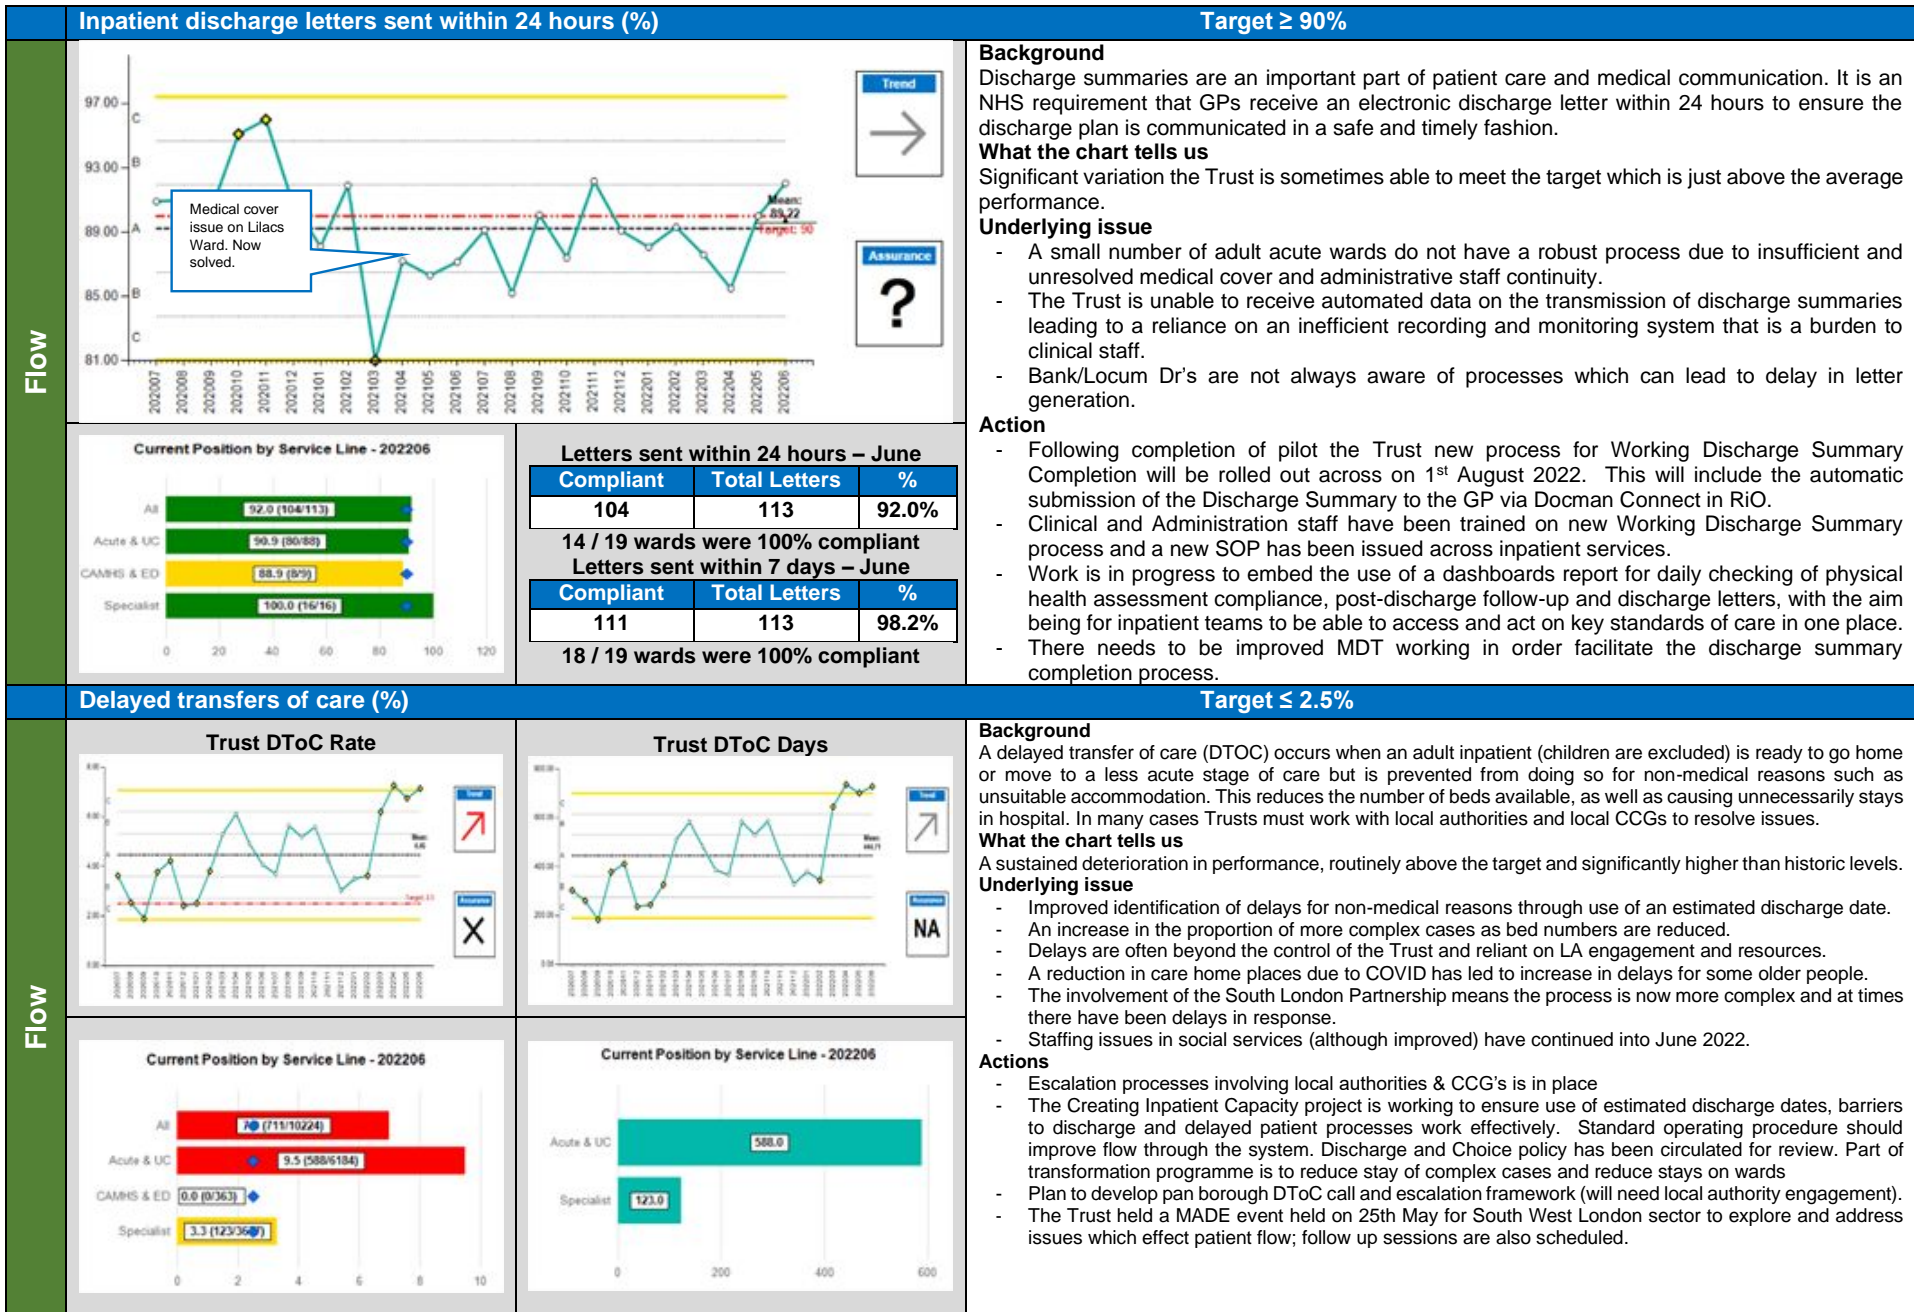 Inpatient discharge letters sent within 24 hours (%)
Target ≥ 90%
Flow
97.00
93.00
89.00
85.00
81.00
C
B
A
B
C
Medical cover
issue on Lilacs
Ward. Now
solved.
Mean:
89.22
Target: 90
202007
202008
202009
202010
202011
202012
202101
202102
202103
202104
202105
202106
202107
202108
202109
202110
202111
202112
202201
202202
202203
202204
202205
202206
Trend
Assurance
?
Current Position by Service Line - 202206
All
92.0 (104/113)
Acute & UC
90.9 (80/88)
CAMHS & ED
88.9 (8/9)
Specialist
100.0 (16/16)
0 20 40 60 80 100 120
Letters sent within 24 hours – June
Compliant Total Letters %
104 113 92.0%
14 / 19 wards were 100% compliant
Letters sent within 7 days – June
Compliant Total Letters %
111 113 98.2%
18 / 19 wards were 100% compliant
Background
Discharge summaries are an important part of patient care and medical communication. It is an
NHS requirement that GPs receive an electronic discharge letter within 24 hours to ensure the
discharge plan is communicated in a safe and timely fashion.
What the chart tells us
Significant variation the Trust is sometimes able to meet the target which is just above the average
performance.
Underlying issue
- A small number of adult acute wards do not have a robust process due to insufficient and
unresolved medical cover and administrative staff continuity.
- The Trust is unable to receive automated data on the transmission of discharge summaries
leading to a reliance on an inefficient recording and monitoring system that is a burden to
clinical staff.
- Bank/Locum Dr's are not always aware of processes which can lead to delay in letter
generation.
Action
- Following completion of pilot the Trust new process for Working Discharge Summary
Completion will be rolled out across on 1st August 2022. This will include the automatic
submission of the Discharge Summary to the GP via Docman Connect in RiO.
- Clinical and Administration staff have been trained on new Working Discharge Summary
process and a new SOP has been issued across inpatient services.
- Work is in progress to embed the use of a dashboards report for daily checking of physical
health assessment compliance, post-discharge follow-up and discharge letters, with the aim
being for inpatient teams to be able to access and act on key standards of care in one place.
- There needs to be improved MDT working in order facilitate the discharge summary
completion process.
Delayed transfers of care (%)
Target ≤ 2.5%
Flow
Trust DToC Rate
8.00
6.00
4.00
2.00
0.00
Trend
Assurance
X
Trust DToC Days
800.00
600.00
400.00
200.00
0.00
Trend
Assurance
NA
Current Position by Service Line - 202206
All
(711/10224)
Acute & UC
9.5 (588/6184)
CAMHS & ED
0.0 (0/363)
Specialist
3.3
0 2 4 6 8 10
Current Position by Service Line - 202206
Acute & UC
588.0
Specialist
123.0
0 200 400 600
Background
A delayed transfer of care (DTOC) occurs when an adult inpatient (children are excluded) is ready to go home
or move to a less acute stage of care but is prevented from doing so for non-medical reasons such as
unsuitable accommodation. This reduces the number of beds available, as well as causing unnecessarily stays
in hospital. In many cases Trusts must work with local authorities and local CCGs to resolve issues.
What the chart tells us
A sustained deterioration in performance, routinely above the target and significantly higher than historic levels.
Underlying issue
- Improved identification of delays for non-medical reasons through use of an estimated discharge date.
- An increase in the proportion of more complex cases as bed numbers are reduced.
- Delays are often beyond the control of the Trust and reliant on LA engagement and resources.
- A reduction in care home places due to COVID has led to increase in delays for some older people.
- The involvement of the South London Partnership means the process is now more complex and at times
there have been delays in response.
- Staffing issues in social services (although improved) have continued into June 2022.
Actions
- Escalation processes involving local authorities & CCG's is in place
- The Creating Inpatient Capacity project is working to ensure use of estimated discharge dates, barriers
to discharge and delayed patient processes work effectively. Standard operating procedure should
improve flow through the system. Discharge and Choice policy has been circulated for review. Part of
transformation programme is to reduce stay of complex cases and reduce stays on wards
- Plan to develop pan borough DToC call and escalation framework (will need local authority engagement).
- The Trust held a MADE event held on 25th May for South West London sector to explore and address
issues which effect patient flow; follow up sessions are also scheduled.